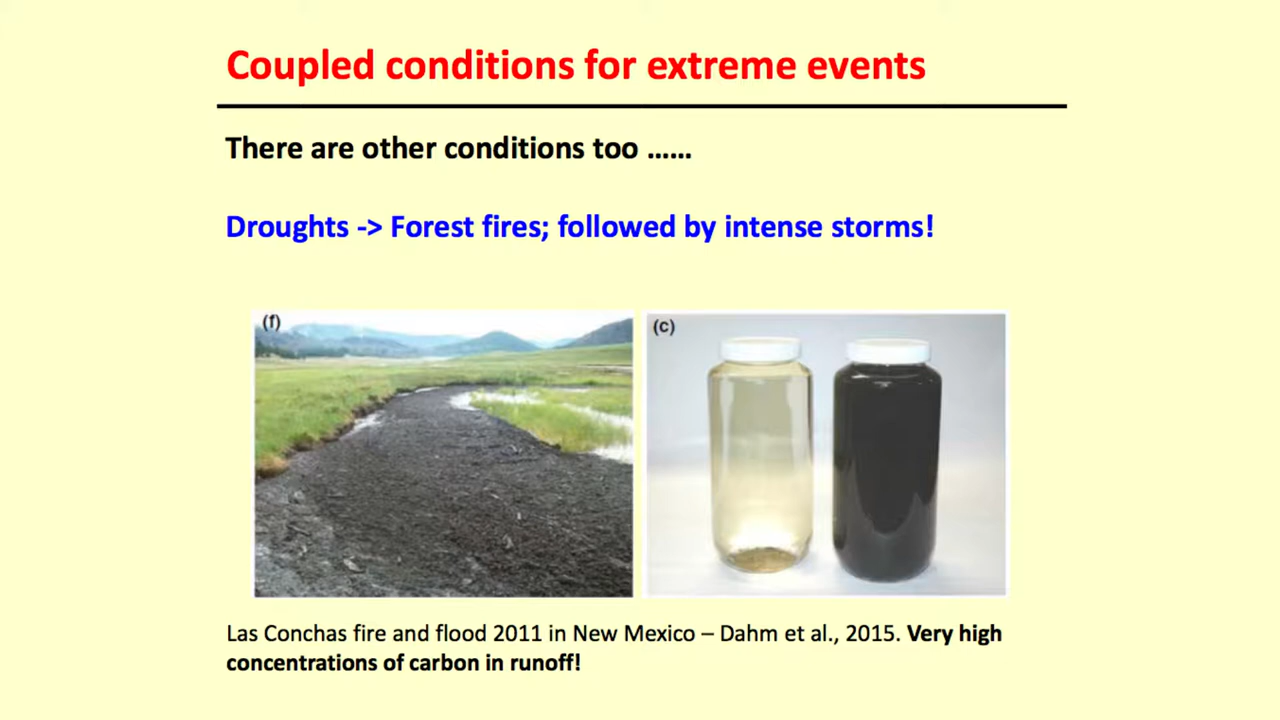 Coupled conditions for extreme events
There are other conditions too ......
Droughts -> Forest fires; followed by intense storms!
(f)
(c)
Las Conchas fire and flood 2011 in New Mexico – Dahm et al., 2015. Very high
concentrations of carbon in runoff!